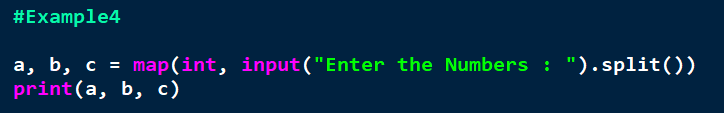 #Example4
a, b, c = map(int, input("Enter the Numbers : ").split())
print(a, b, c)